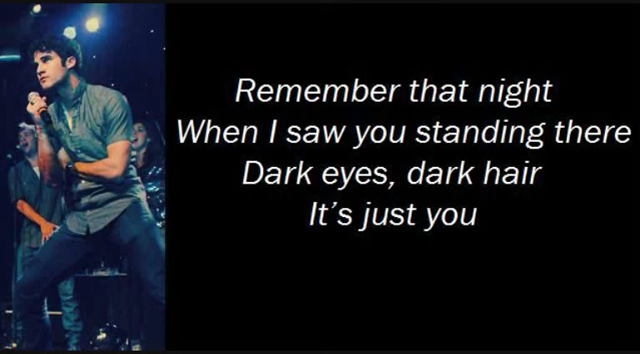 Remember that night
When I saw you standing there
Dark eyes, dark hair
It's just you